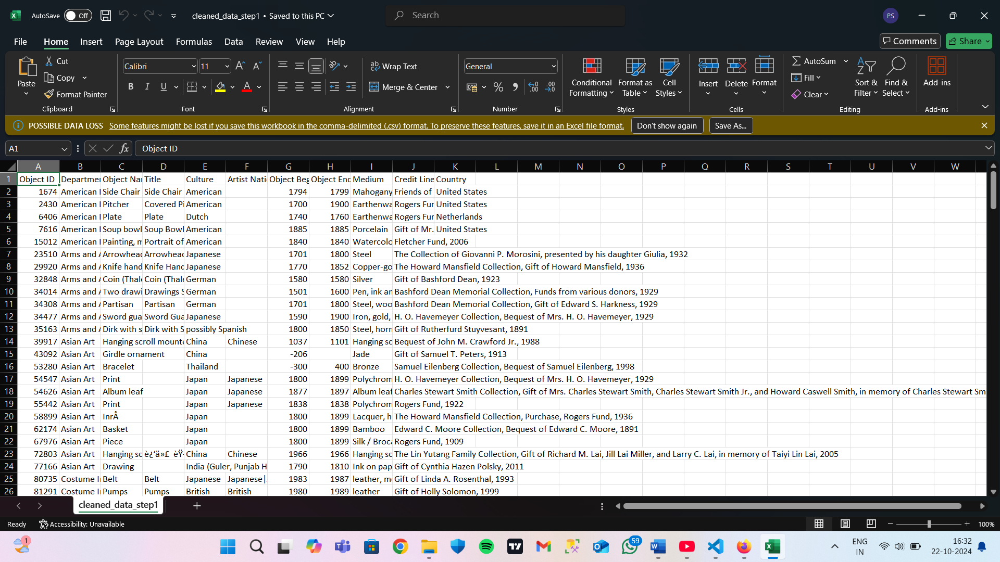 AutoSave Off cleaned_data_step1 • Saved to this PC Search PS
File Home Insert Page Layout Formulas Data Review View Help Comments Share
Paste Cut Copy Format Painter Clipboard
Calibri 11 B I U A Font
Wrap Text Merge & Center Alignment
General % Number
Conditional Formatting Format as Table Cell Styles Styles
Insert Delete Format Cells
AutoSum Fill Clear Sort & Filter Find & Select Editing
Add-ins Add-ins
POSSIBLE DATA LOSS Some features might be lost if you save this workbook in the comma-delimited (.csv) format. To preserve these features, save it in an Excel file format. Don't show again Save As...
A1 fx Object ID
A B C D E F G H I J K L M N O P Q R S T U V W
1 Object ID Departmen Object Na Title Culture Artist Nati Object Beg Object End Medium Credit Line Country
2 1674 American Side Chair Side Chair American 1794 1799 Mahogany Friends of United States
3 2430 American Pitcher Covered Pi American 1700 1900 Earthenwa Rogers Fur United States
4 6406 American Plate Plate Dutch 1740 1760 Earthenwa Rogers Fur Netherlands
5 7616 American Soup bowl Soup Bowl American 1885 1885 Porcelain Gift of Mr. United States
6 15012 American Painting, m Portrait of American 1840 1840 Watercolo Fletcher Fund, 2006
7 23510 Arms and A Arrowhead Arrowhead Japanese 1701 1800 Steel The Collection of Giovanni P. Morosini, presented by his daughter Giulia, 1932
8 29920 Arms and A Knife hand Knife Hand Japanese 1770 1852 Copper-go The Howard Mansfield Collection, Gift of Howard Mansfield, 1936
9 32848 Arms and A Coin (Thale Coin (Thale German 1580 1580 Silver Gift of Bashford Dean, 1923
10 34014 Arms and A Two drawi Drawings S German 1501 1600 Pen, ink an Bashford Dean Memorial Collection, Funds from various donors, 1929
11 34308 Arms and A Partisan Partisan German 1701 1800 Steel, woo Bashford Dean Memorial Collection, Gift of Edward S. Harkness, 1929
12 34477 Arms and A Sword gua Sword Gua Japanese 1590 1900 Iron, gold, H. O. Havemeyer Collection, Bequest of Mrs. H. O. Havemeyer, 1929
13 35163 Arms and A Dirk with s Dirk with S possibly Spanish 1800 1850 Steel, horn Gift of Rutherfurd Stuyvesant, 1891
14 39917 Asian Art Hanging scroll mounte China Chinese 1037 1101 Hanging sc Bequest of John M. Crawford Jr., 1988
15 43092 Asian Art Girdle ornament China -206 Jade Gift of Samuel T. Peters, 1913
16 53280 Asian Art Bracelet Thailand -300 400 Bronze Samuel Eilenberg Collection, Bequest of Samuel Eilenberg, 1998
17 54547 Asian Art Print Japan Japanese 1800 1899 Polychrom H. O. Havemeyer Collection, Bequest of Mrs. H. O. Havemeyer, 1929
18 54626 Asian Art Album leaf Japan Japanese 1877 1897 Album leaf Charles Stewart Smith Collection, Gift of Mrs. Charles Stewart Smith, Charles Stewart Smith Jr., and Howard Caswell Smith, in memory of Charles Stewart Sm
19 55442 Asian Art Print Japan Japanese 1838 1838 Polychrom Rogers Fund, 1922
20 58899 Asian Art InrÅ Japan 1800 1899 Lacquer, h The Howard Mansfield Collection, Purchase, Rogers Fund, 1936
21 62174 Asian Art Basket Japan 1800 1899 Bamboo Edward C. Moore Collection, Bequest of Edward C. Moore, 1891
22 67976 Asian Art Piece Japan 1800 1899 Silk / Broca Rogers Fund, 1909
23 72803 Asian Art Hanging sc è¿‘ä»£ èŸ China Chinese 1966 1966 Hanging sc The Lin Yutang Family Collection, Gift of Richard M. Lai, Jill Lai Miller, and Larry C. Lai, in memory of Taiyi Lin Lai, 2005
24 77166 Asian Art Drawing India (Guler, Punjab H 1790 1810 Ink on pap Gift of Cynthia Hazen Polsky, 2011
25 80735 Costume I Belt Belt Japanese Japanese| 1983 1987 leather, m Gift of Linda A. Rosenthal, 1993
26 81291 Costume I Pumps Pumps British British 1980 1989 leather Gift of Holly Solomon, 1999
cleaned_data_step1
Ready Accessibility: Unavailable 100%
1 59 ENG IN 16:32 22-10-2024